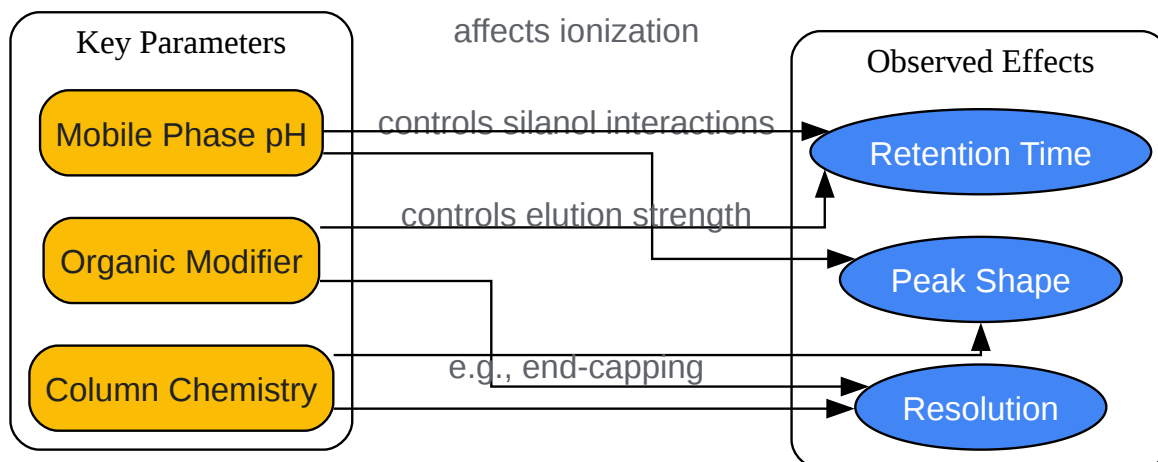 Key Parameters
Mobile Phase pH
Organic Modifier
Column Chemistry
affects ionization
controls silanol interactions
controls elution strength
e.g., end-capping
Observed Effects
Retention Time
Peak Shape
Resolution